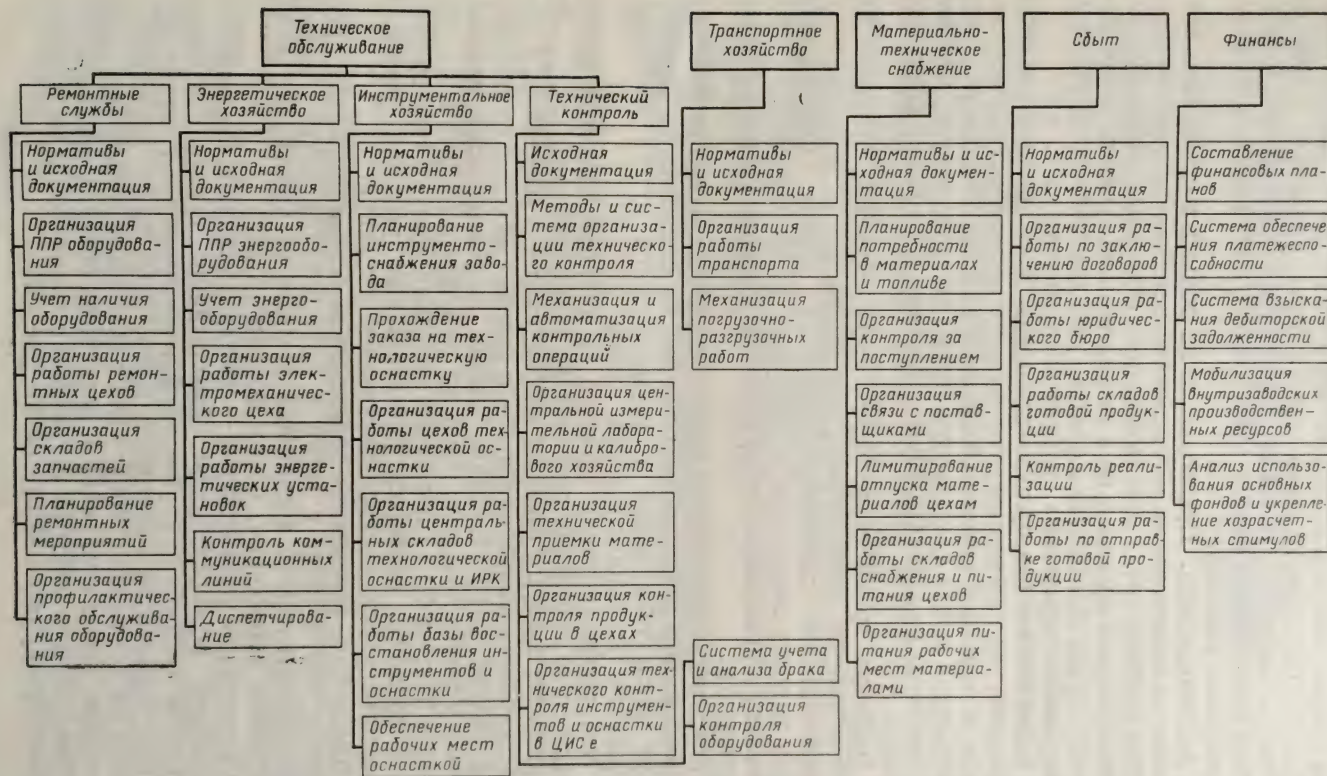 Техническое
обслуживание
Транспортное
хозяйство
Материально-
техническое
снабжение
Сбыт
Финансы
Ремонтные
службы
Энергетическое
хозяйство
Инструментальное
хозяйство
Технический
контроль
Нормативы
и исходная
документация
Организация
ППР оборудова-
ния
Учет наличия
оборудования
Организация
работы ремон-
тных цехов
Организация
складов
запчастей
Планирование
ремонтных
мероприятий
Организация
профилактичес-
кого обслужива-
ния оборудова-
ния
Нормативы
и исходная
документация
Организация
ППР энергообо-
рудования
Учет энерго-
оборудования
Организация
работы элек-
тромеханичес-
кого цеха
Организация
работы энерге-
тических уста-
новок
Контроль ком-
муникационных
линий
Диспетчирова-
ние
Нормативы
и исходная
документация
Планирование
инструменто-
снабжения заво-
да
Прохождение
заказа на тех-
нологическую
оснастку
Организация ра-
боты цехов тех-
нологической ос-
настки
Организация ра-
боты централь-
ных складов
технологической
оснастки и ИРК
Организация ра-
боты базы вос-
становления ин-
струментов и
оснастки
Обеспечение
рабочих мест
оснасткой
Исходная
документация
Методы и сис-
тема организа-
ции техническо-
го контроля
Механизация и
автоматизация
контрольных
операций
Организация цен-
тральной измери-
тельной лабора-
тории и калибро-
вого хозяйства
Организация
технической
приемки мате-
риалов
Организация кон-
троля продук-
ции в цехах
Организация тех-
нического конт-
роля инструмен-
тов и оснастки
в ЦИС е
Нормативы
и исходная
документация
Организация
работы
транспорта
Механизация
погрузочно-
разгрузочных
работ
Система учета
и анализа брака
Организация
контроля
оборудования
Нормативы и ис-
ходная докумен-
тация
Планирование
потребности
в материалах
и топливе
Организация
контроля за
поступлением
Организация
связи с постав-
щиками
Лимитирование
отпуска мате-
риалов цехам
Организация ра-
боты складов
снабжения и пи-
тания цехов
Организация пи-
тания рабочих
мест материа-
лами
Нормативы
и исходная
документация
Организация ра-
боты по заклю-
чению договоров
Организация ра-
боты юридичес-
кого бюро
Организация
работы складов
готовой продук-
ции
Контроль реали-
зации
Организация ра-
боты по отправ-
ке готовой про-
дукции
Составление
финансовых пла-
нов
Система обеспече-
ния платежеспо-
собности
Система взыска-
ния дебиторской
задолженности
Мобилизация
внутризаводских
производствен-
ных ресурсов
Анализ использо-
вания основных
фондов и укрепле-
ние хозрасчет-
ных стимулов